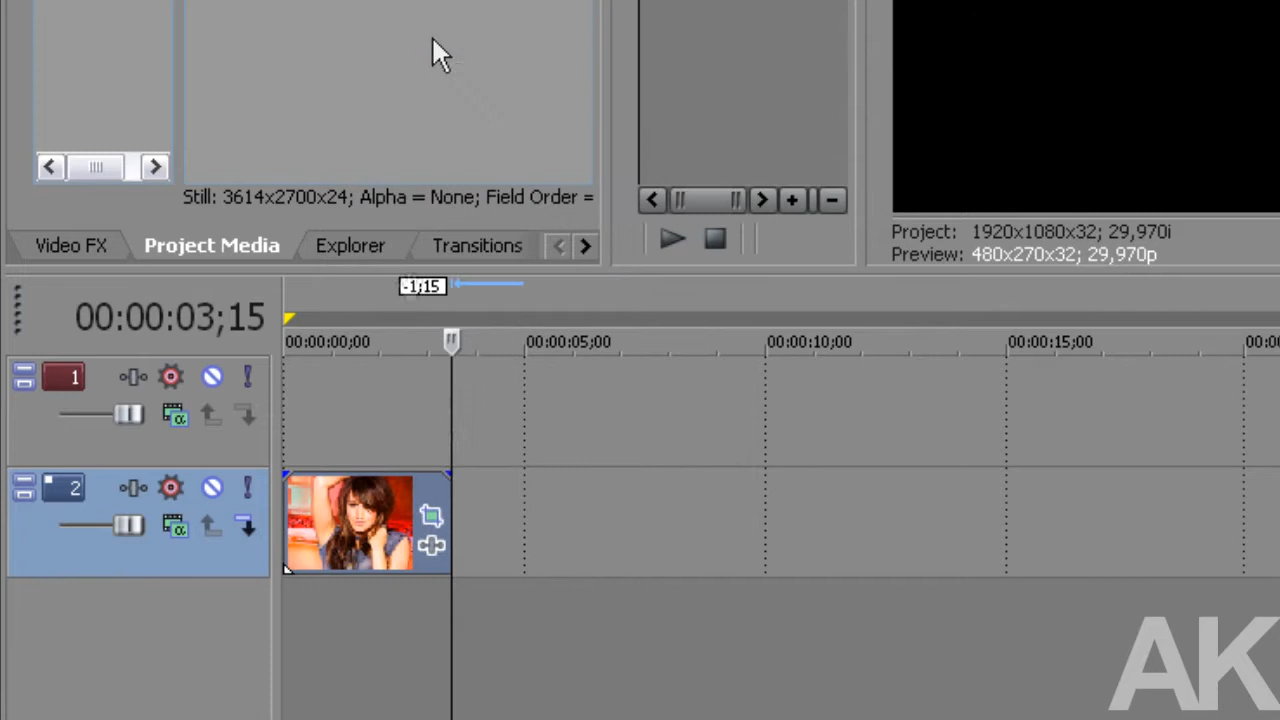 Still: 3614x2700x24; Alpha = None; Field Order =
Video FX Project Media Explorer Transitions
Project: 1920x1080x32; 29,970i
Preview: 480x270x32; 29,970p
-1;15
00:00:03;15
00:00:00;00 00:00:05;00 00:00:10;00 00:00:15;00 00:00
1
2
AK